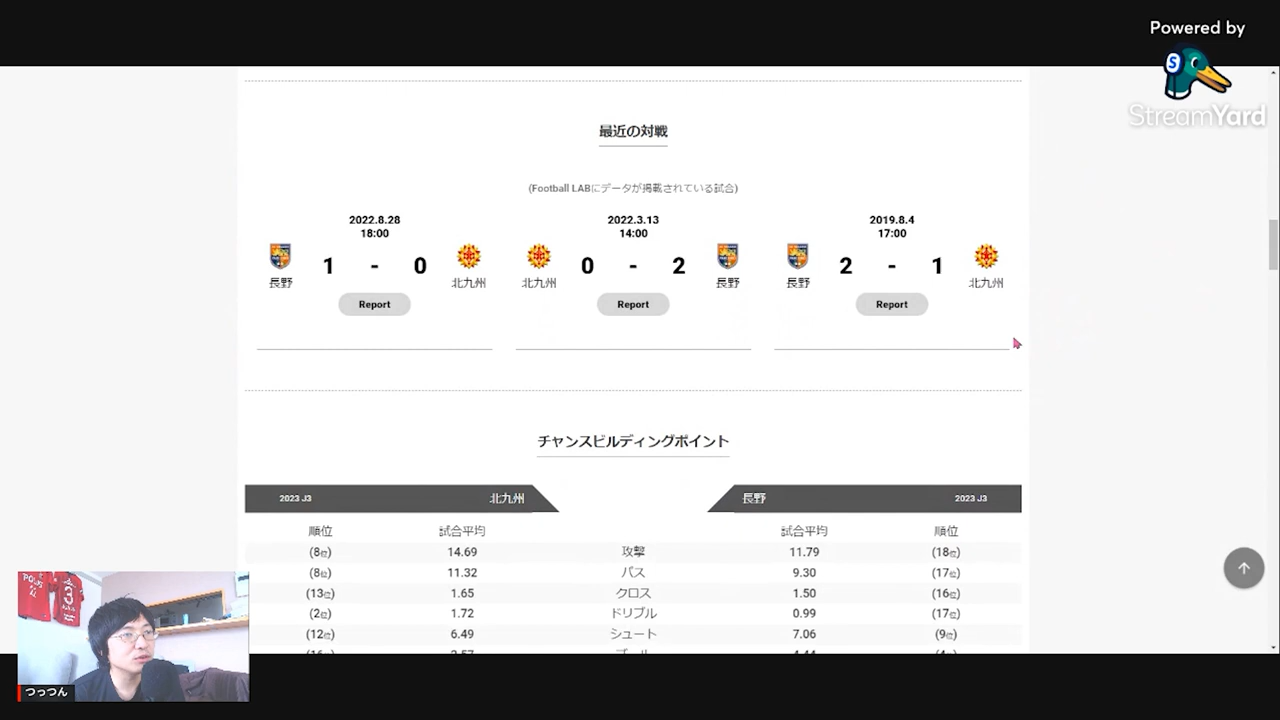 Powered by
StreamYard
最近の対戦
(Football LABにデータが掲載されている試合)
2022.8.28
18:00
長野 1 - 0 北九州
Report
2022.3.13
14:00
北九州 0 - 2 長野
Report
2019.8.4
17:00
長野 2 - 1 北九州
Report
チャンスビルディングポイント
2023 J3 北九州 長野 2023 J3
順位 試合平均 試合平均 順位
(8位) 14.69 攻撃 11.79 (18位)
(8位) 11.32 パス 9.30 (17位)
(13位) 1.65 クロス 1.50 (16位)
(2位) 1.72 ドリブル 0.99 (17位)
(12位) 6.49 シュート 7.06 (9位)
つっつん